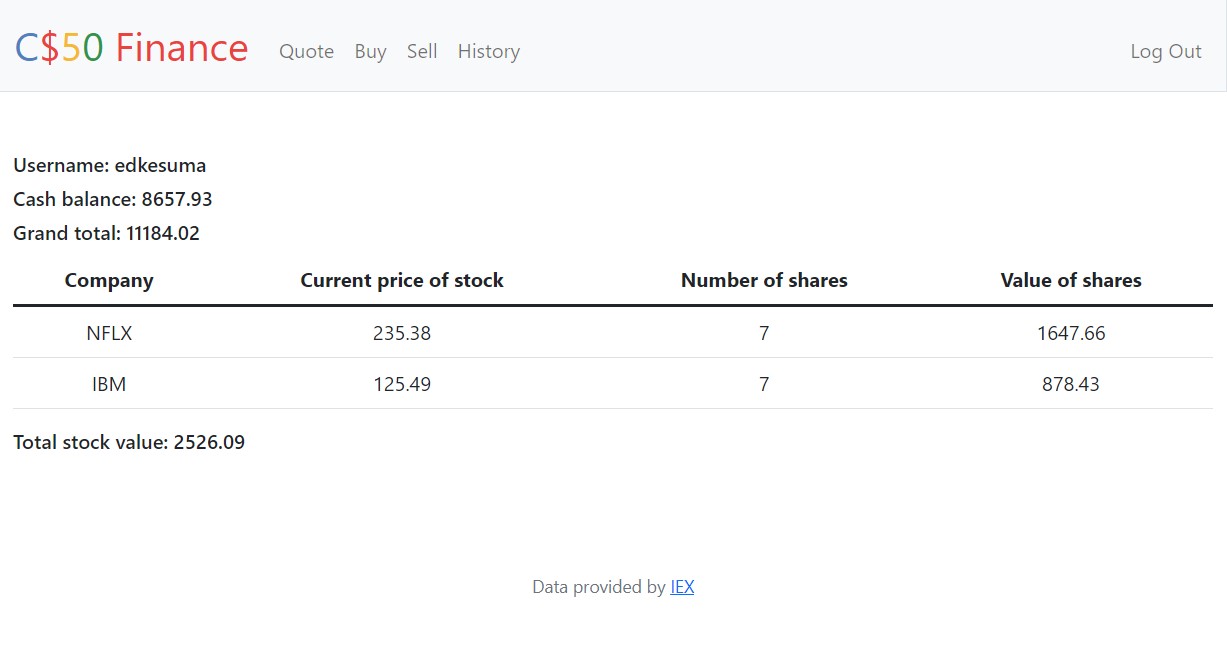 C$50 Finance Quote Buy Sell History Log Out
Username: edkesuma
Cash balance: 8657.93
Grand total: 11184.02
Company Current price of stock Number of shares Value of shares
NFLX 235.38 7 1647.66
IBM 125.49 7 878.43
Total stock value: 2526.09
Data provided by IEX